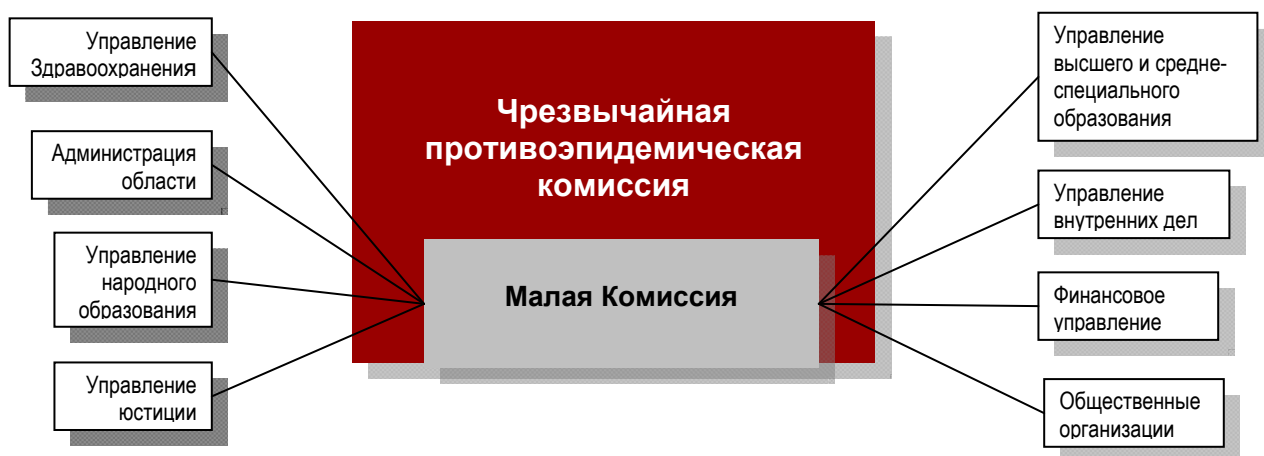 Управление
Здравоохранения
Администрация
области
Управление
народного
образования
Управление
юстиции
Чрезвычайная
противоэпидемическая
комиссия
Малая Комиссия
Управление
высшего и средне-
специального
образования
Управление
внутренних дел
Финансовое
управление
Общественные
организации